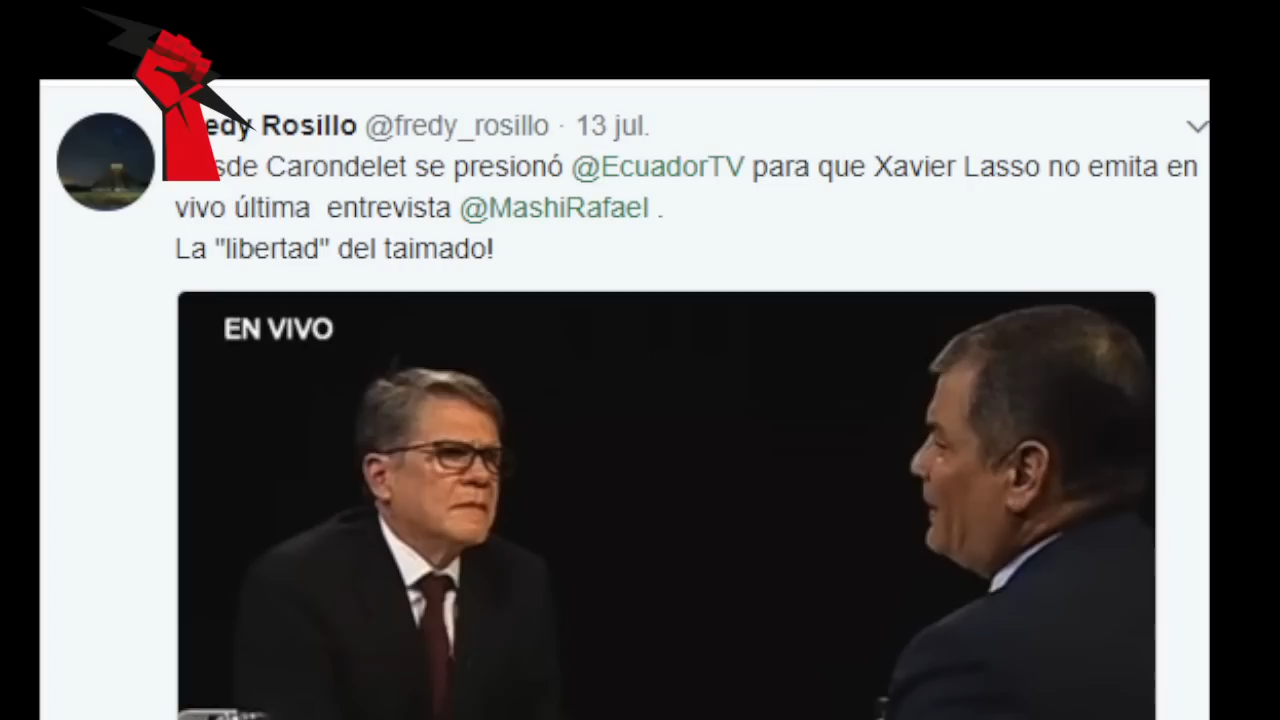 edy Rosillo @fredy_rosillo · 13 jul.
sde Carondelet se presionó @EcuadorTV para que Xavier Lasso no emita en
vivo última entrevista @MashiRafael .
La "libertad" del taimado!
EN VIVO